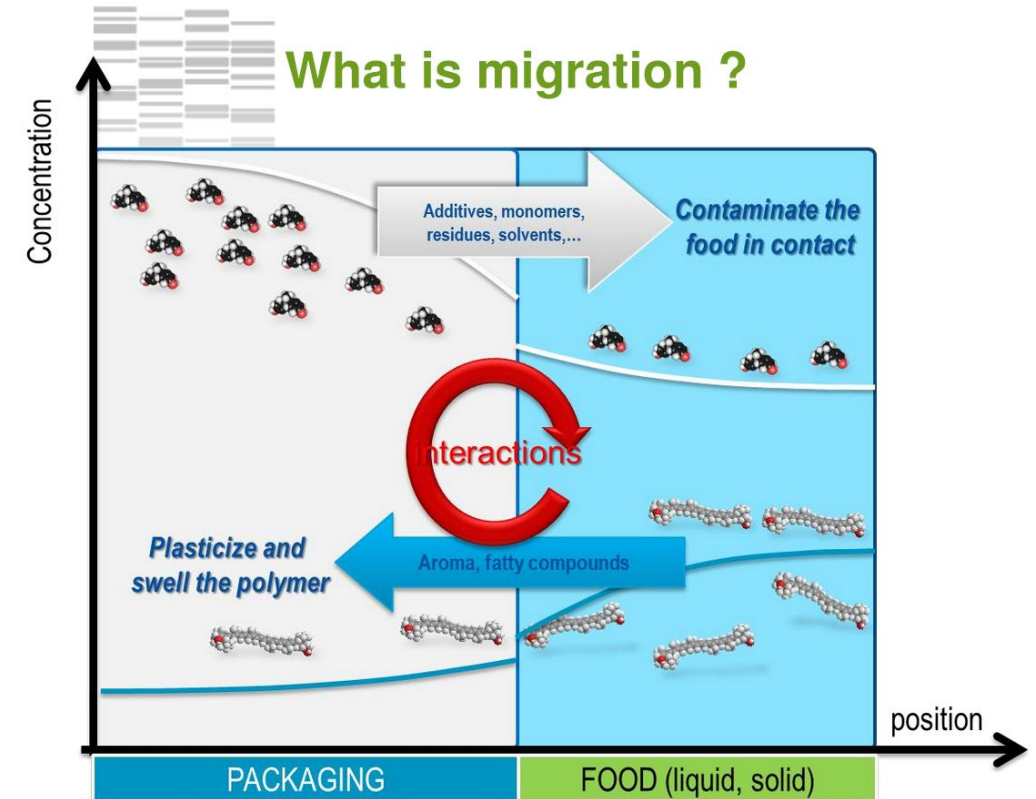 What is migration ?
Concentration
Additives, monomers,
residues, solvents,...
Contaminate the
food in contact
interactions
Plasticize and
swell the polymer
Aroma, fatty compounds
position
PACKAGING
FOOD (liquid, solid)